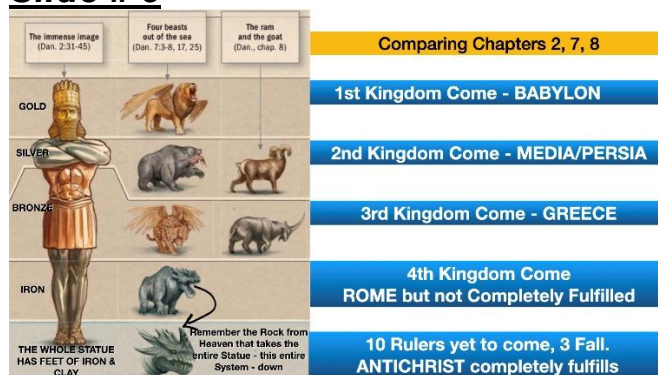 The immense image
(Dan. 2:31-45)
Four beasts
out of the sea
(Dan. 7:3-8, 17, 25)
The ram
and the goat
(Dan., chap. 8)
Comparing Chapters 2, 7, 8
GOLD
1st Kingdom Come - BABYLON
SILVER
2nd Kingdom Come - MEDIA/PERSIA
BRONZE
3rd Kingdom Come - GREECE
IRON
4th Kingdom Come
ROME but not Completely Fulfilled
Remember the Rock from
Heaven that takes the
entire Statue - this entire
System - down
THE WHOLE STATUE
HAS FEET OF IRON &
CLAY
10 Rulers yet to come, 3 Fall.
ANTICHRIST completely fulfills